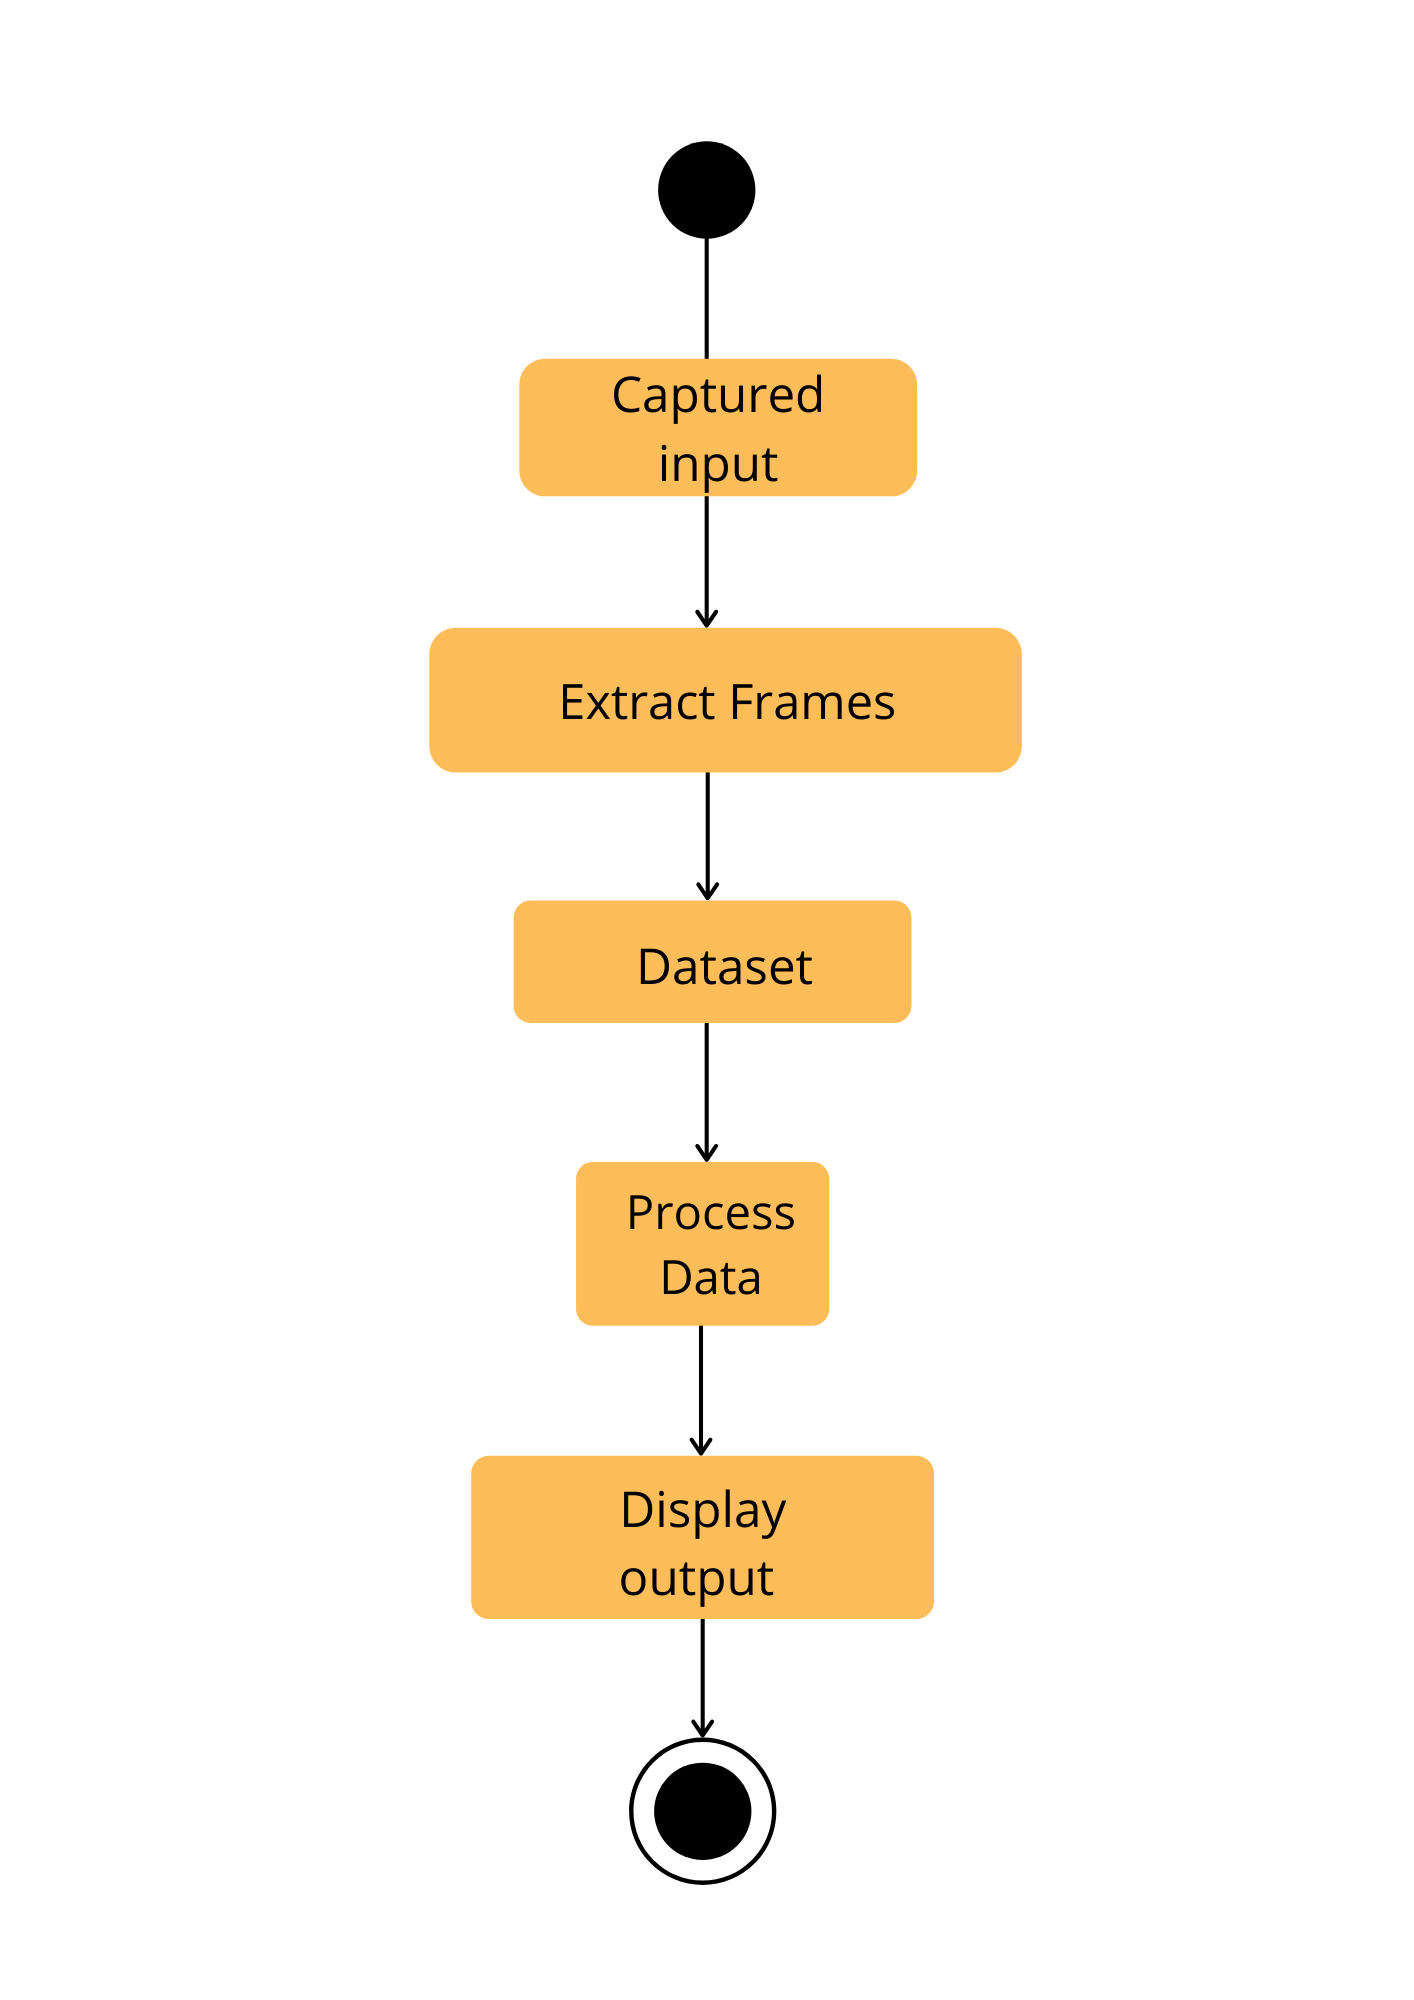 Captured
input
Extract Frames
Dataset
Process
Data
Display
output